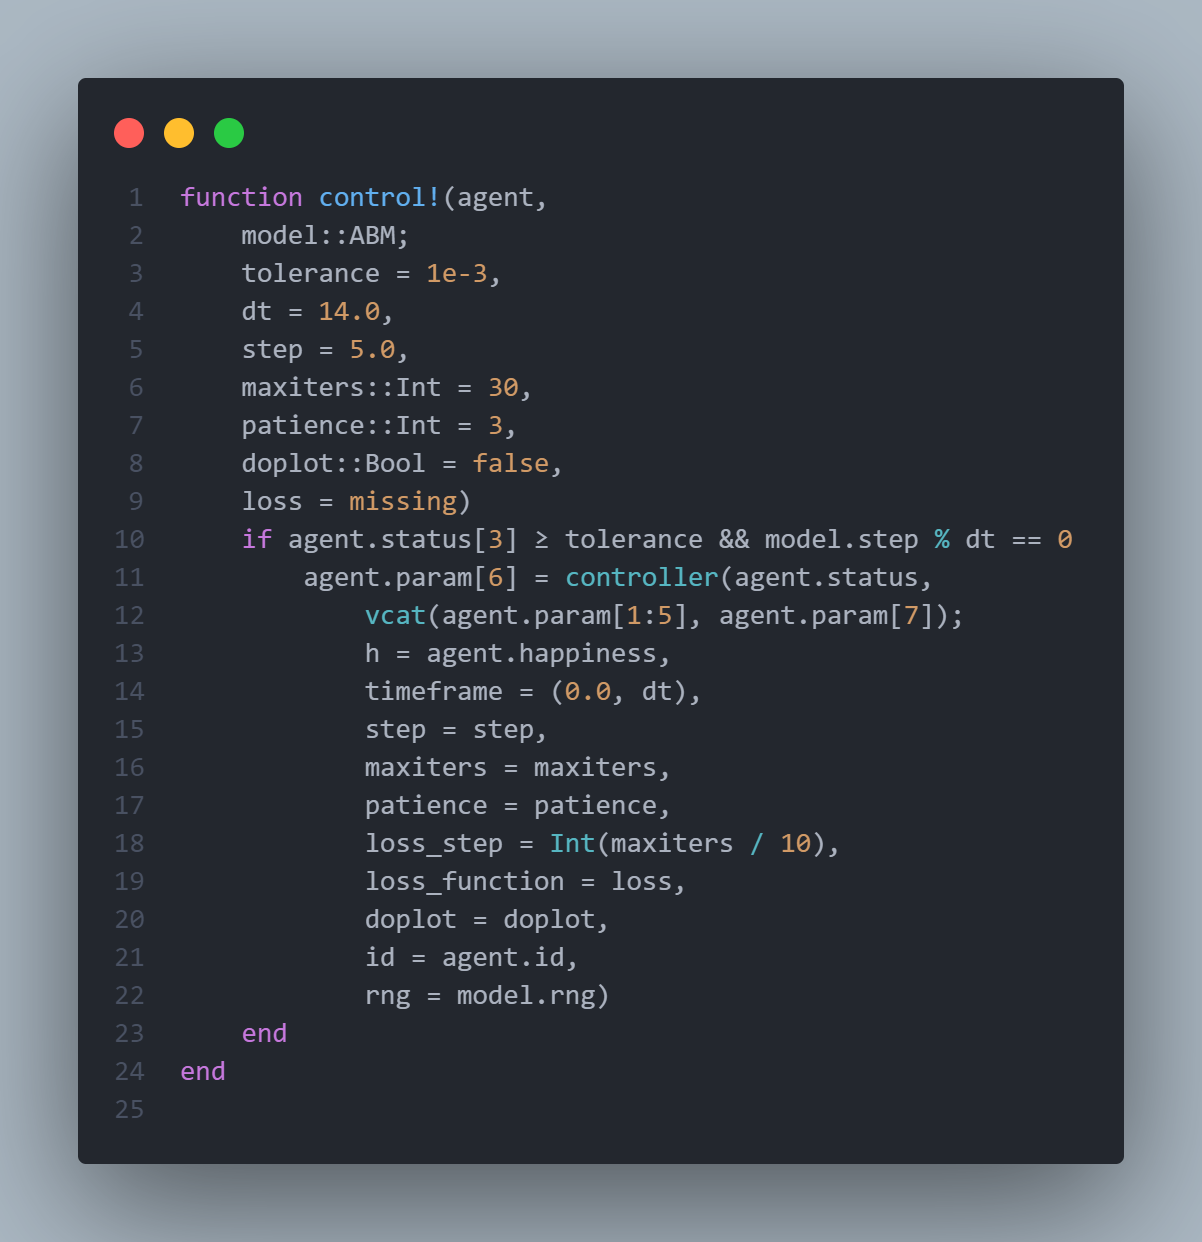 1 function control!(agent,
2     model::ABM;
3     tolerance = 1e-3,
4     dt = 14.0,
5     step = 5.0,
6     maxiters::Int = 30,
7     patience::Int = 3,
8     doplot::Bool = false,
9     loss = missing)
10     if agent.status[3] ≥ tolerance && model.step % dt == 0
11         agent.param[6] = controller(agent.status,
12             vcat(agent.param[1:5], agent.param[7]);
13             h = agent.happiness,
14             timeframe = (0.0, dt),
15             step = step,
16             maxiters = maxiters,
17             patience = patience,
18             loss_step = Int(maxiters / 10),
19             loss_function = loss,
20             doplot = doplot,
21             id = agent.id,
22             rng = model.rng)
23     end
24 end
25